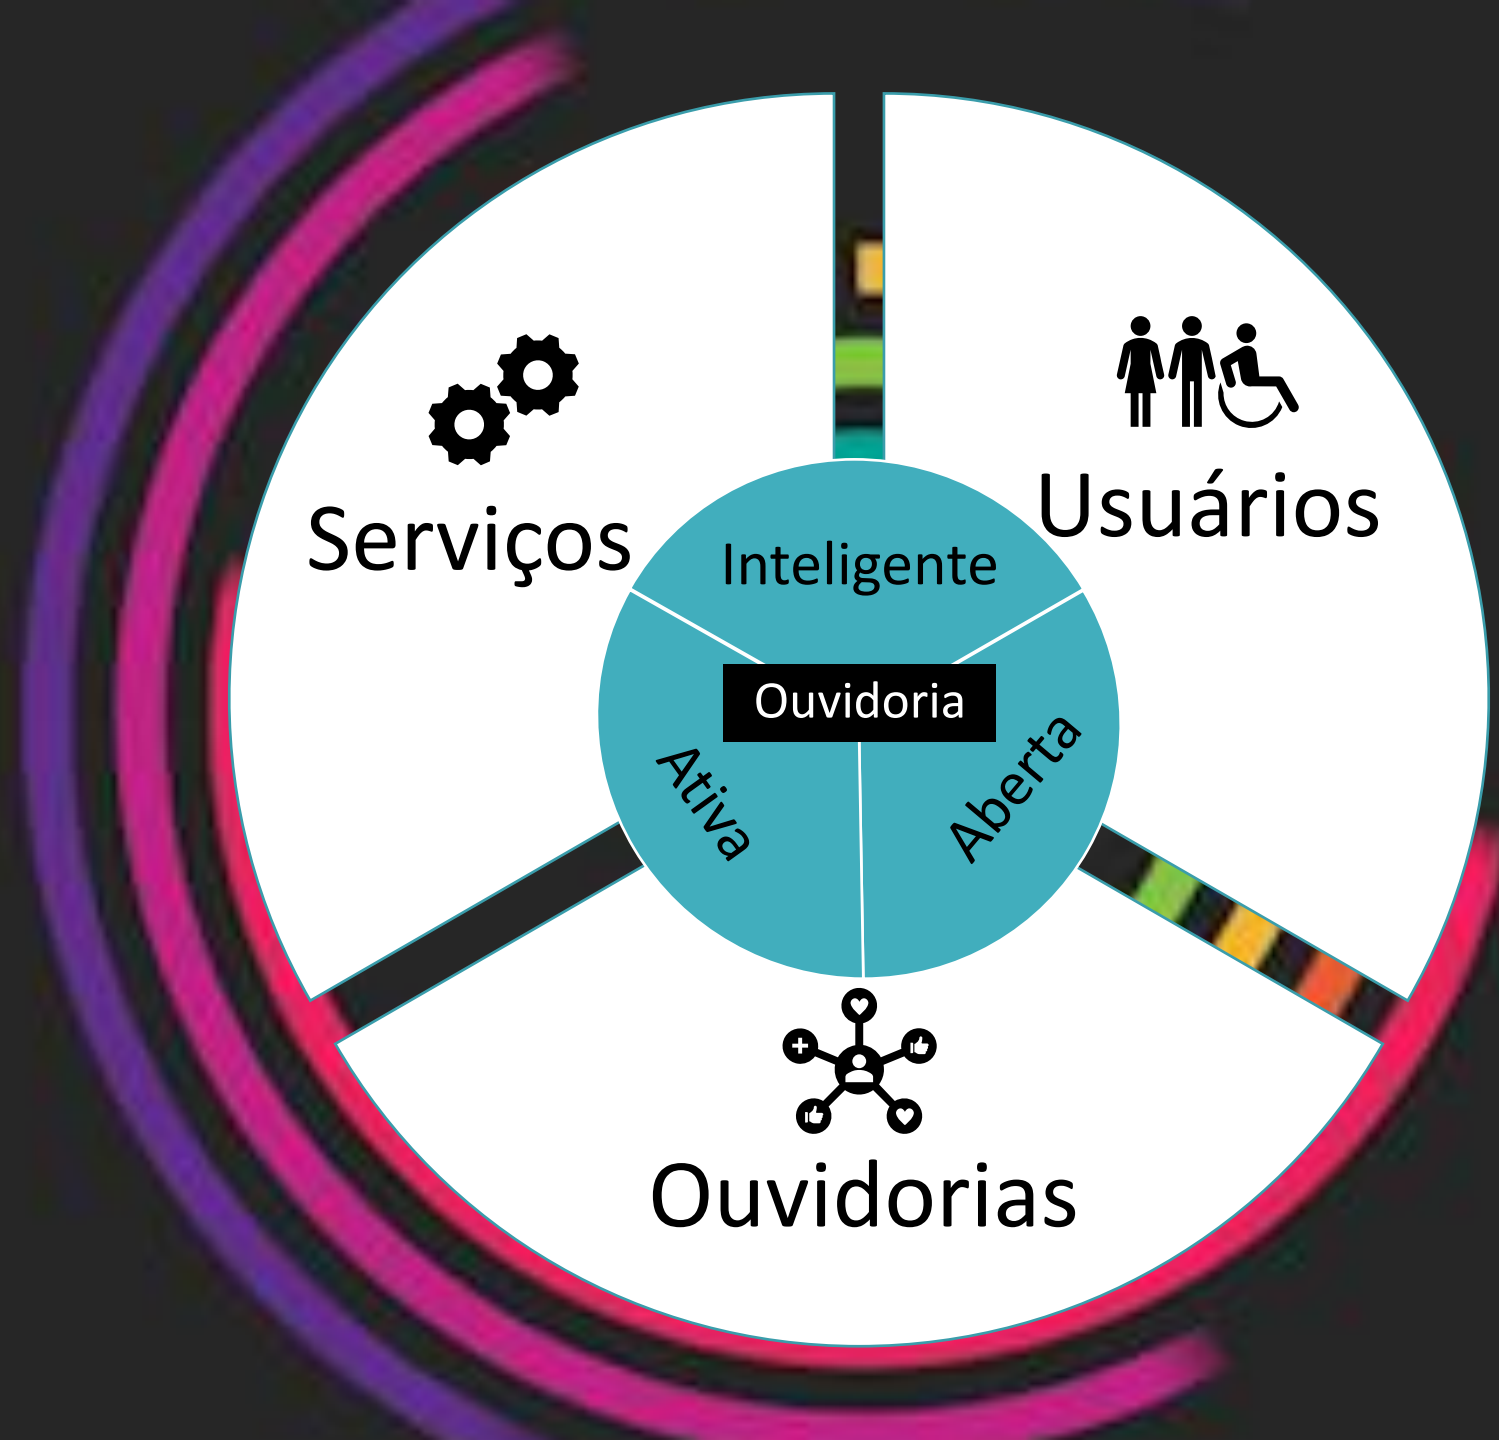 Serviços
Usuários
Inteligente
Ouvidoria
Ativa
Aberta
Ouvidorias